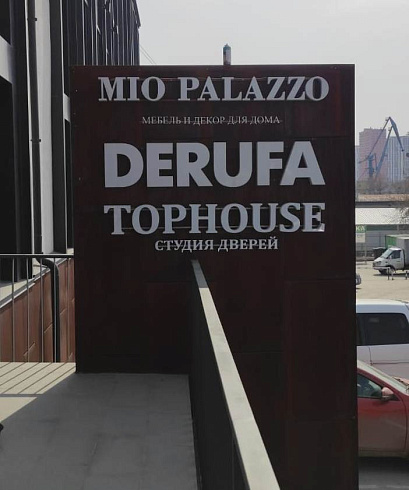 MIO PALAZZO
МЕБЕЛЬ И ДЕКОР ДЛЯ ДОМА
DERUFA
TOPHOUSE
СТУДИЯ ДВЕРЕЙ